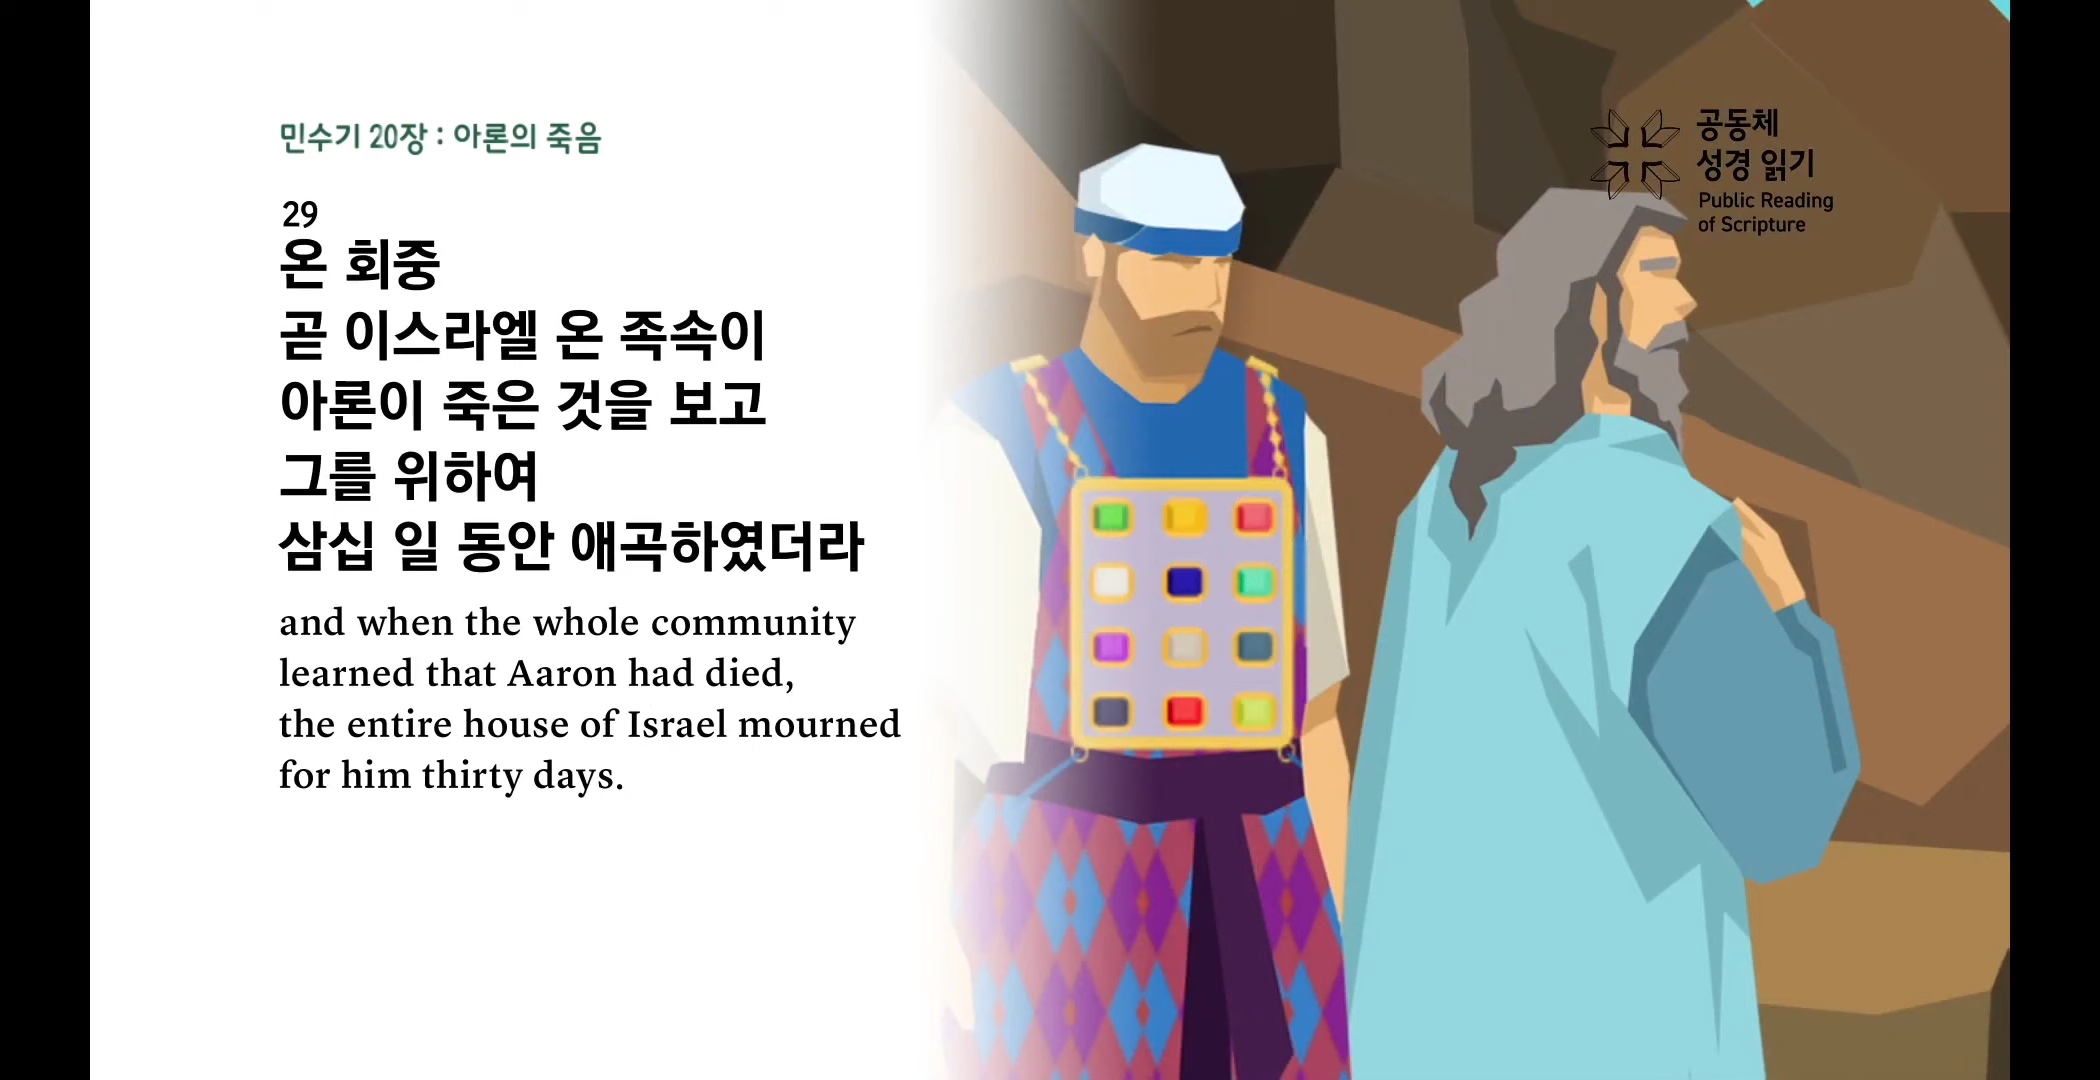 민수기 20장 : 아론의 죽음
29
온 회중
곧 이스라엘 온 족속이
아론이 죽은 것을 보고
그를 위하여
삼십 일 동안 애곡하였더라
and when the whole community
learned that Aaron had died,
the entire house of Israel mourned
for him thirty days.
공동체
성경 읽기
Public Reading
of Scripture